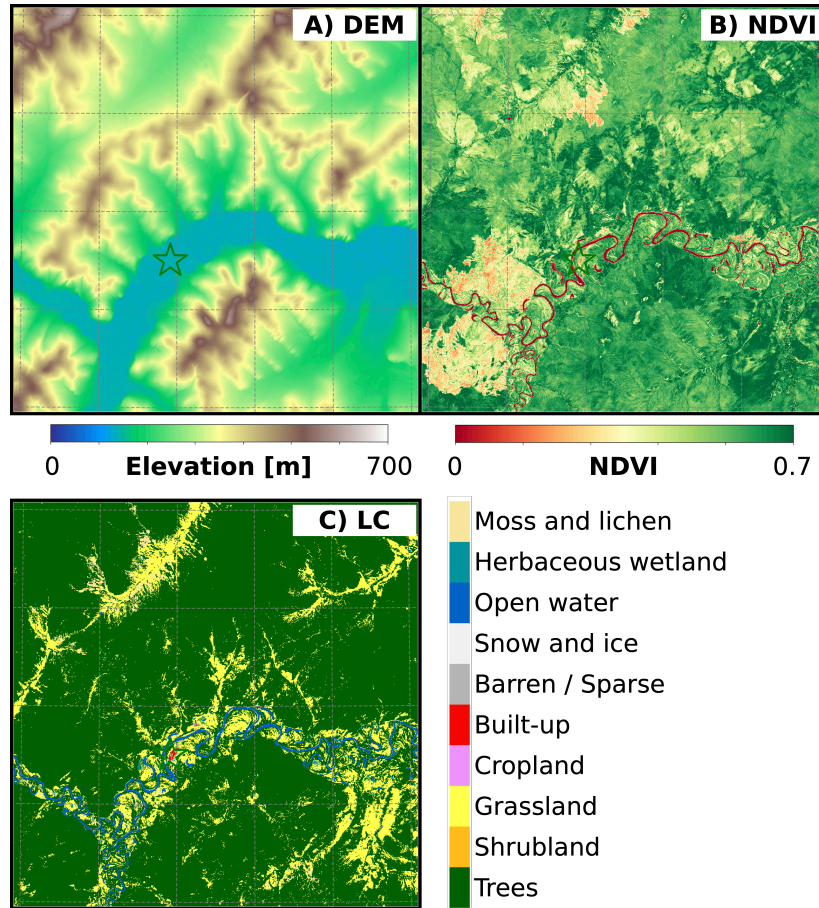 A) DEM
B) NDVI
0 Elevation [m] 700
0 NDVI 0.7
C) LC
Moss and lichen
Herbaceous wetland
Open water
Snow and ice
Barren / Sparse
Built-up
Cropland
Grassland
Shrubland
Trees